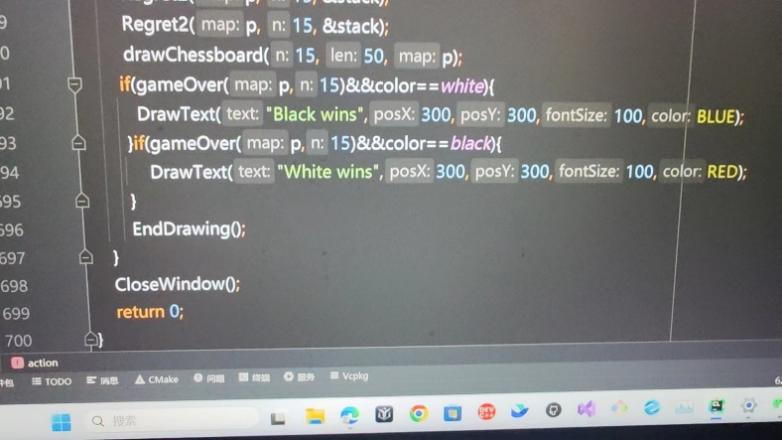 Regret2( map: p, n: 15, &stack);
drawChessboard( n: 15, len: 50, map: p);
if(gameOver( map: p, n: 15)&&color==white){
92 DrawText( text: "Black wins", posX: 300, posY: 300, fontSize: 100, color: BLUE);
93 }if(gameOver( map: p, n: 15)&&color==black){
94 DrawText( text: "White wins", posX: 300, posY: 300, fontSize: 100, color: RED);
695 }
696 EndDrawing();
697 }
698 CloseWindow();
699 return 0;
700 }
action
件包 TODO 消息 CMake 问题 终端 服务 Vcpkg
搜索